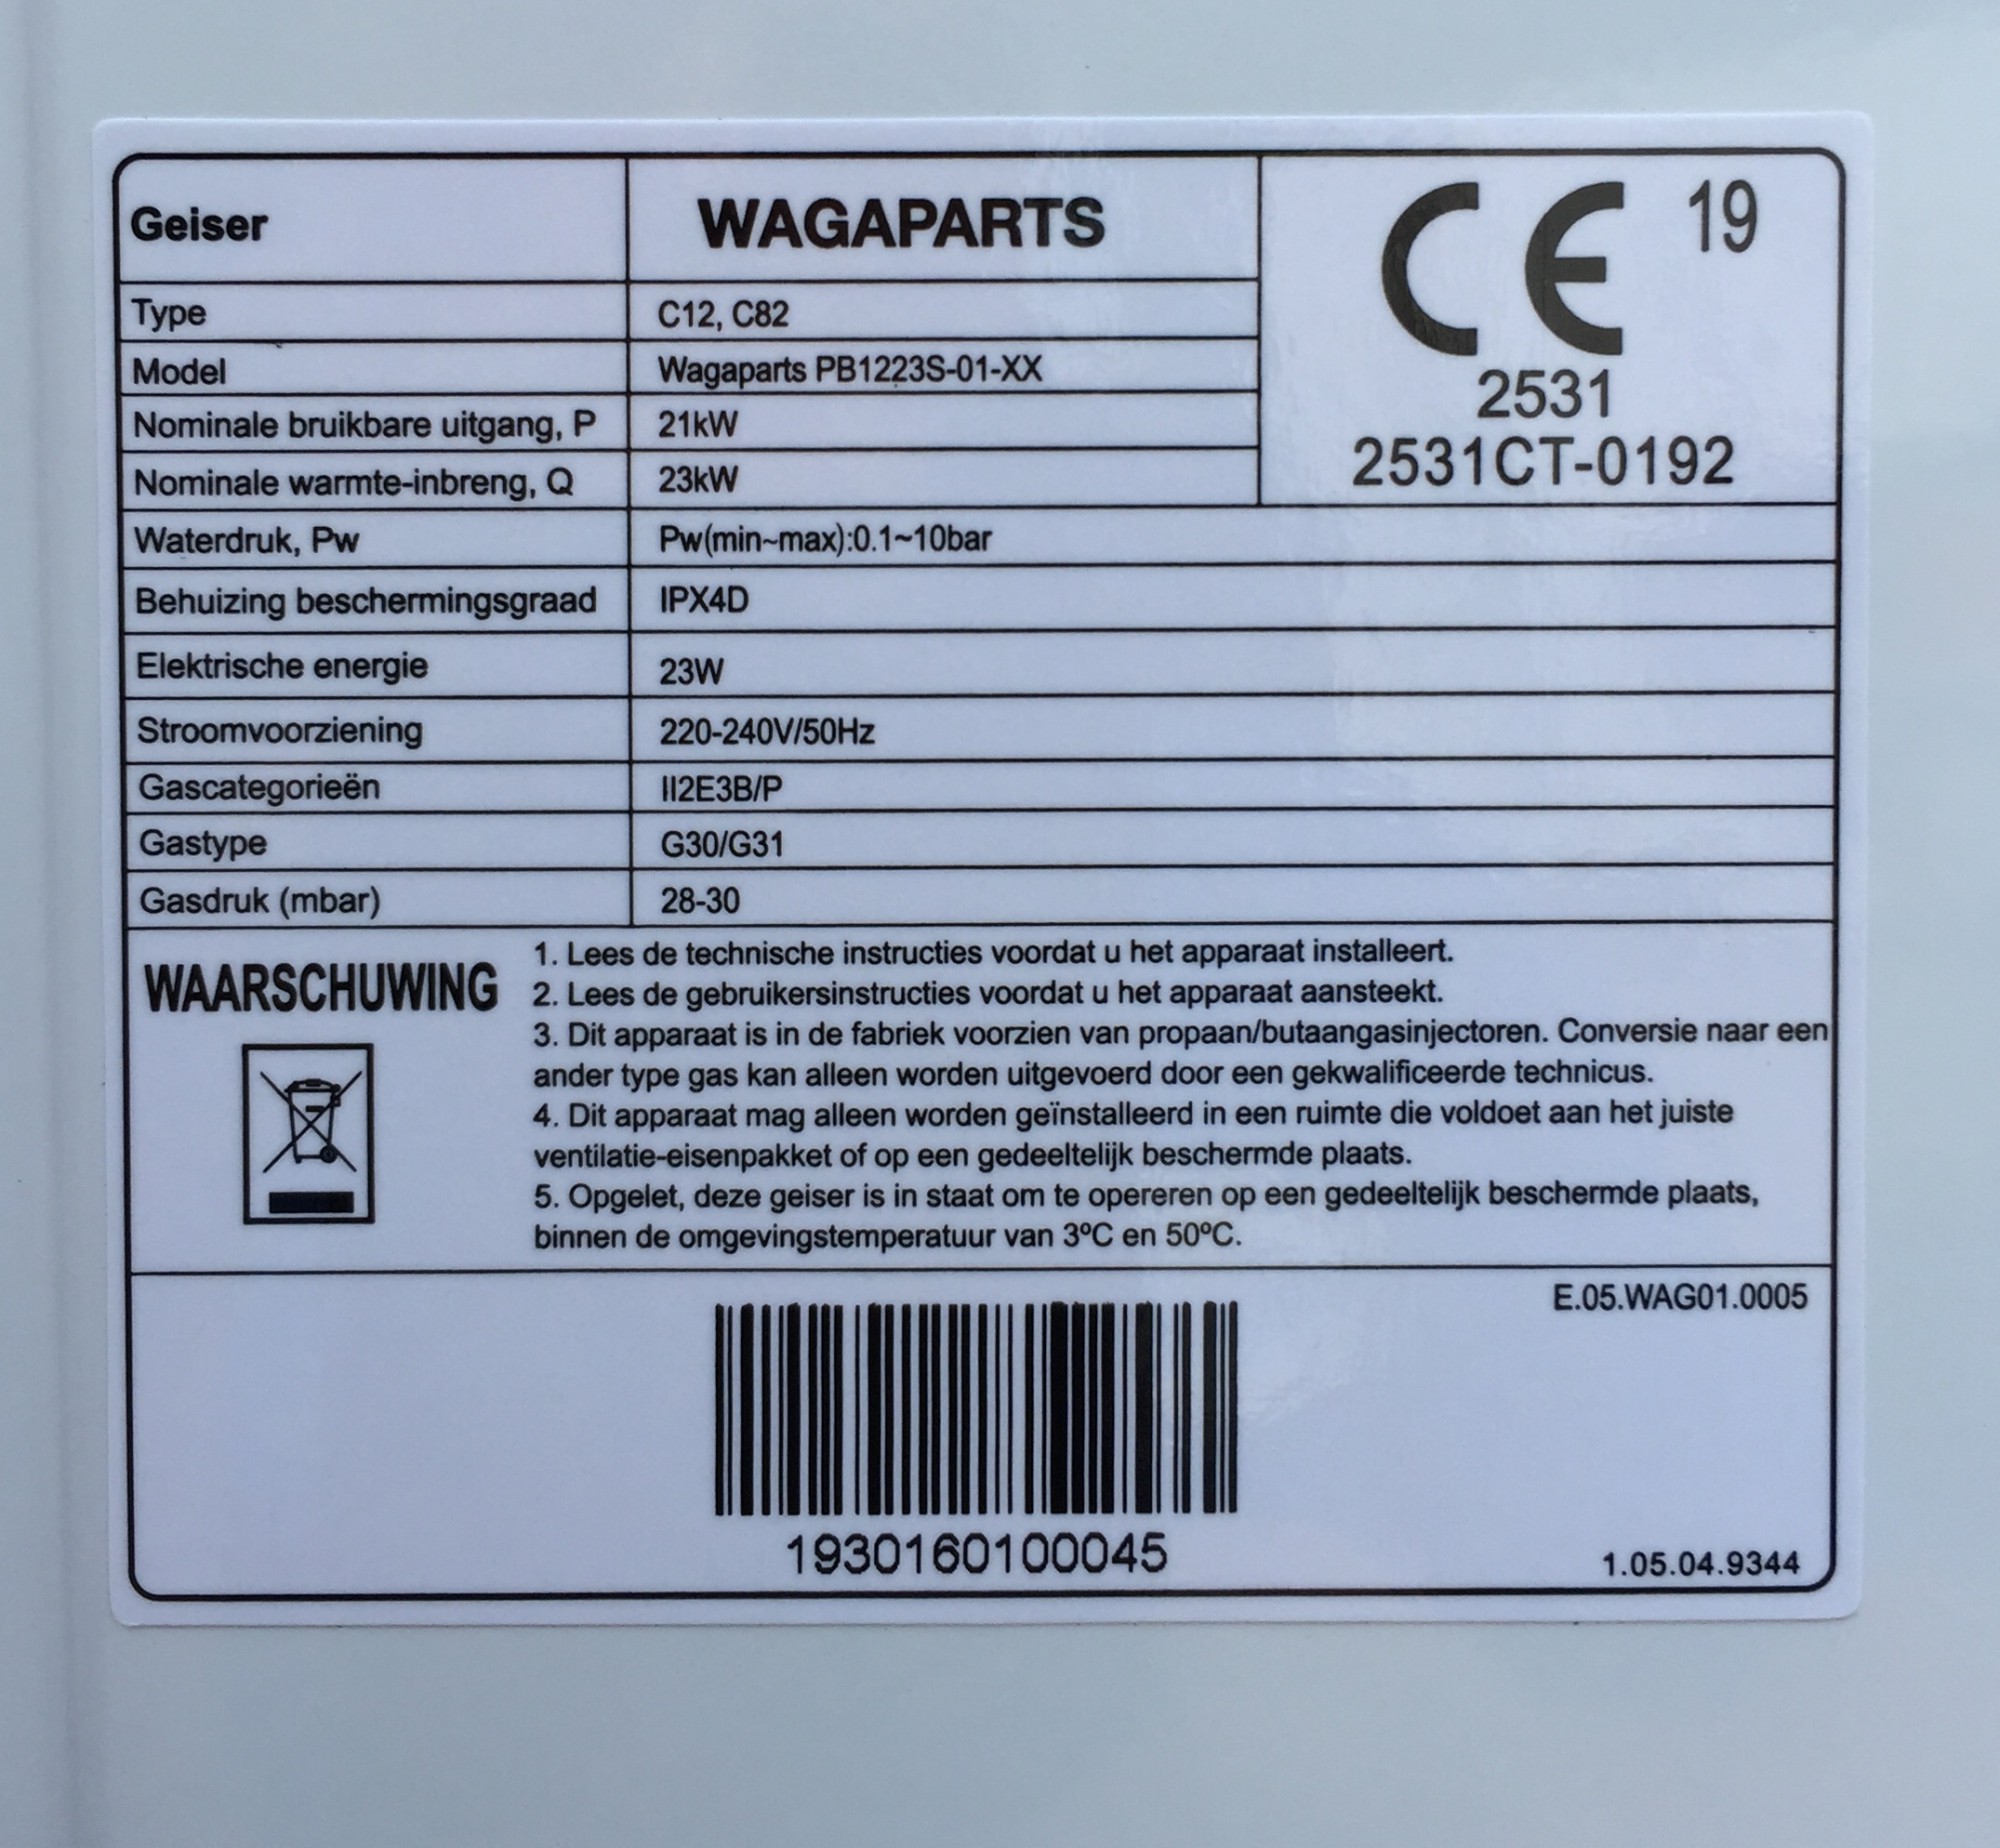 Geiser WAGAPARTS CE 19
Type C12, C82
Model Wagaparts PB1223S-01-XX
2531
Nominale bruikbare uitgang, P 21kW
2531CT-0192
Nominale warmte-inbreng, Q 23kW
Waterdruk, Pw Pw(min~max):0.1~10bar
Behuizing beschermingsgraad IPX4D
Elektrische energie 23W
Stroomvoorziening 220-240V/50Hz
Gascategorieën II2E3B/P
Gastype G30/G31
Gasdruk (mbar) 28-30
WAARSCHUWING
1. Lees de technische instructies voordat u het apparaat installeert.
2. Lees de gebruikersinstructies voordat u het apparaat aansteekt.
3. Dit apparaat is in de fabriek voorzien van propaan/butaangasinjectoren. Conversie naar een
ander type gas kan alleen worden uitgevoerd door een gekwalificeerde technicus.
4. Dit apparaat mag alleen worden geïnstalleerd in een ruimte die voldoet aan het juiste
ventilatie-eisenpakket of op een gedeeltelijk beschermde plaats.
5. Opgelet, deze geiser is in staat om te opereren op een gedeeltelijk beschermde plaats,
binnen de omgevingstemperatuur van 3ºC en 50ºC.
E.05.WAG01.0005
1930160100045
1.05.04.9344